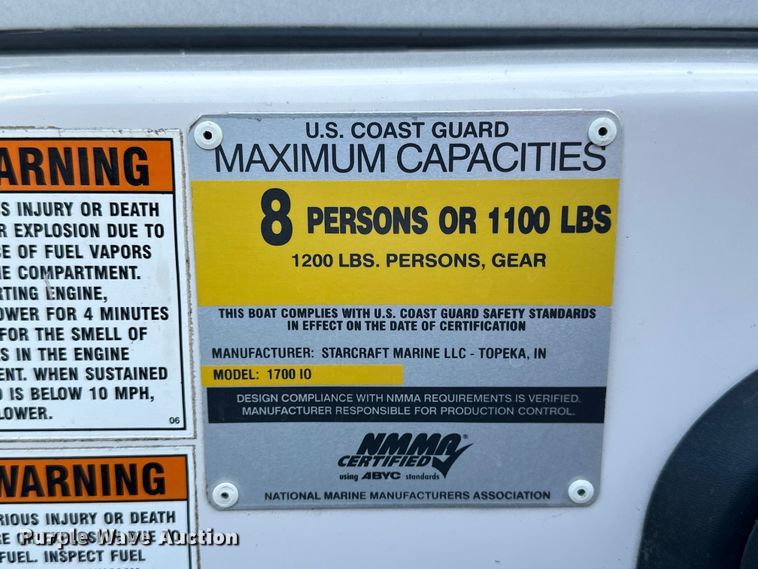 ARNING
S INJURY OR DEATH
R EXPLOSION DUE TO
E OF FUEL VAPORS
E COMPARTMENT.
RTING ENGINE,
OWER FOR 4 MINUTES
FOR THE SMELL OF
S IN THE ENGINE
ENT. WHEN SUSTAINED
D IS BELOW 10 MPH,
LOWER.
06
WARNING
RIOUS INJURY OR DEATH
FUEL. INSPECT FUEL
U.S. COAST GUARD
MAXIMUM CAPACITIES
8 PERSONS OR 1100 LBS
1200 LBS. PERSONS, GEAR
THIS BOAT COMPLIES WITH U.S. COAST GUARD SAFETY STANDARDS
IN EFFECT ON THE DATE OF CERTIFICATION
MANUFACTURER: STARCRAFT MARINE LLC - TOPEKA, IN
MODEL: 1700 IO
DESIGN COMPLIANCE WITH NMMA REQUIREMENTS IS VERIFIED.
MANUFACTURER RESPONSIBLE FOR PRODUCTION CONTROL.
NMMA®
CERTIFIED
using ABYC standards
NATIONAL MARINE MANUFACTURERS ASSOCIATION
Purple Wave Auction